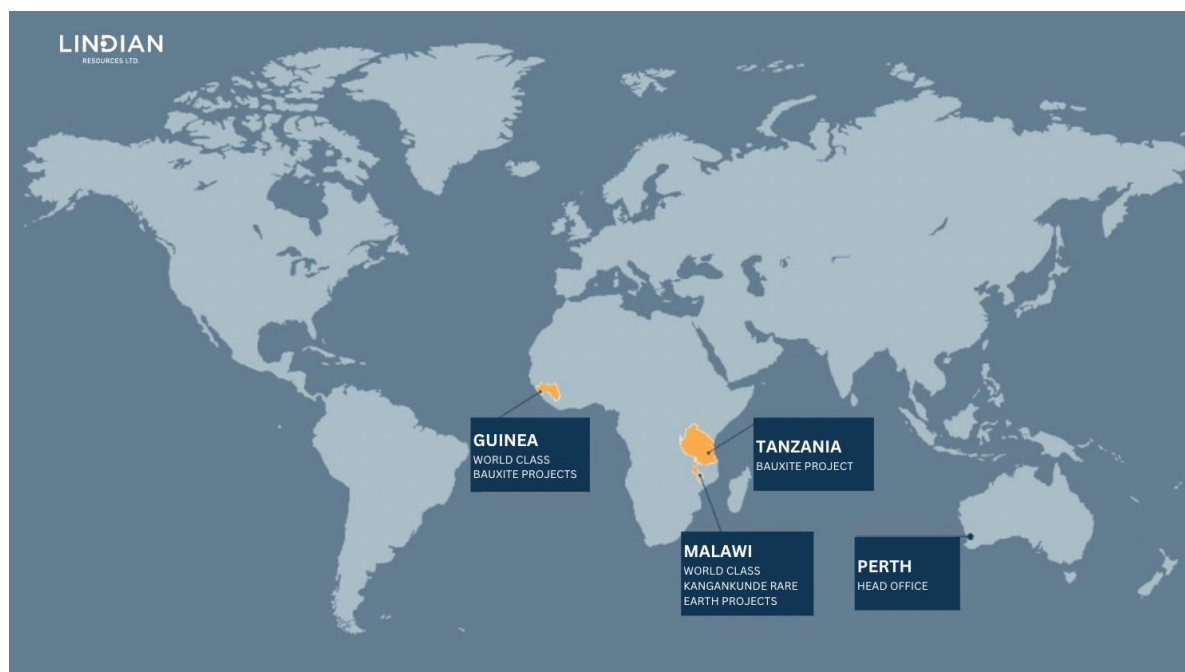 LINDIAN
RESOURCES LTD.
GUINEA
WORLD CLASS
BAUXITE PROJECTS
TANZANIA
BAUXITE PROJECT
MALAWI
WORLD CLASS
KANGANKUNDE RARE
EARTH PROJECTS
PERTH
HEAD OFFICE